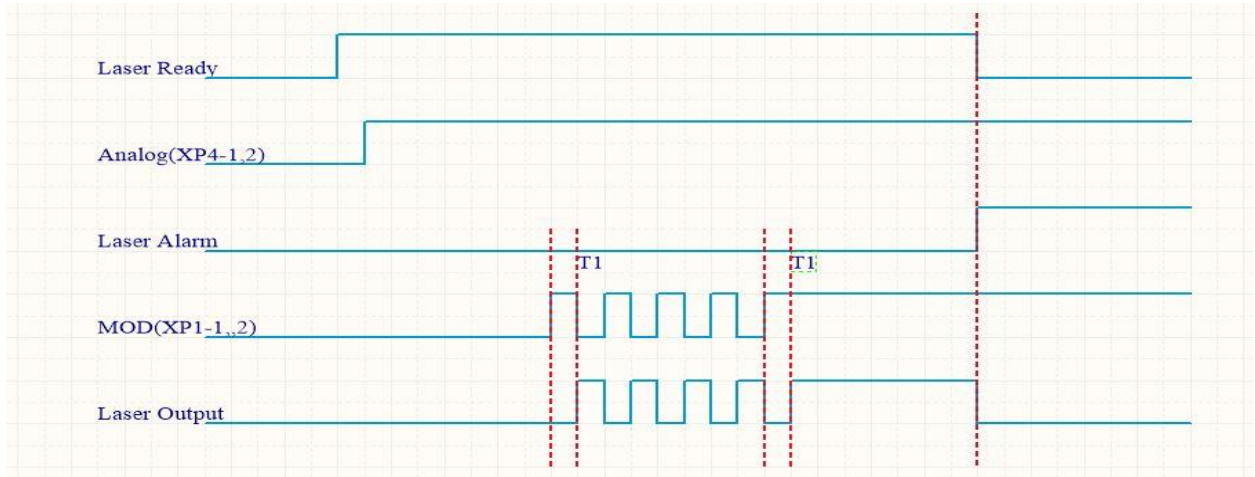 Laser Ready
Analog(XP4-1,2)
Laser Alarm
T1 T1
MOD(XP1-1,,2)
Laser Output